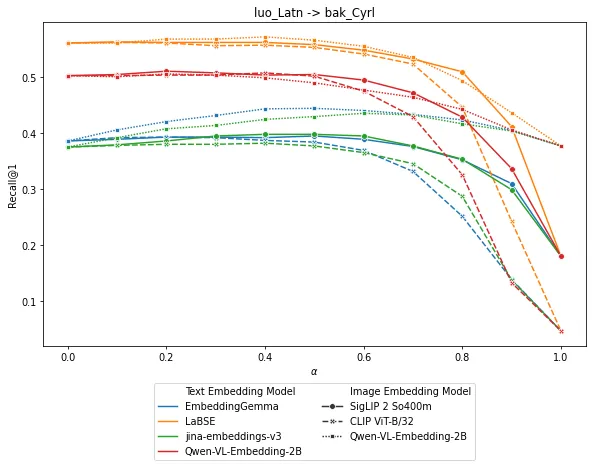 luo_Latn -> bak_Cyrl
Recall@1
0.5
0.4
0.3
0.2
0.1
0.0 0.2 0.4 0.6 0.8 1.0
α
Text Embedding Model Image Embedding Model
EmbeddingGemma SigLIP 2 So400m
LaBSE CLIP ViT-B/32
jina-embeddings-v3 Qwen-VL-Embedding-2B
Qwen-VL-Embedding-2B